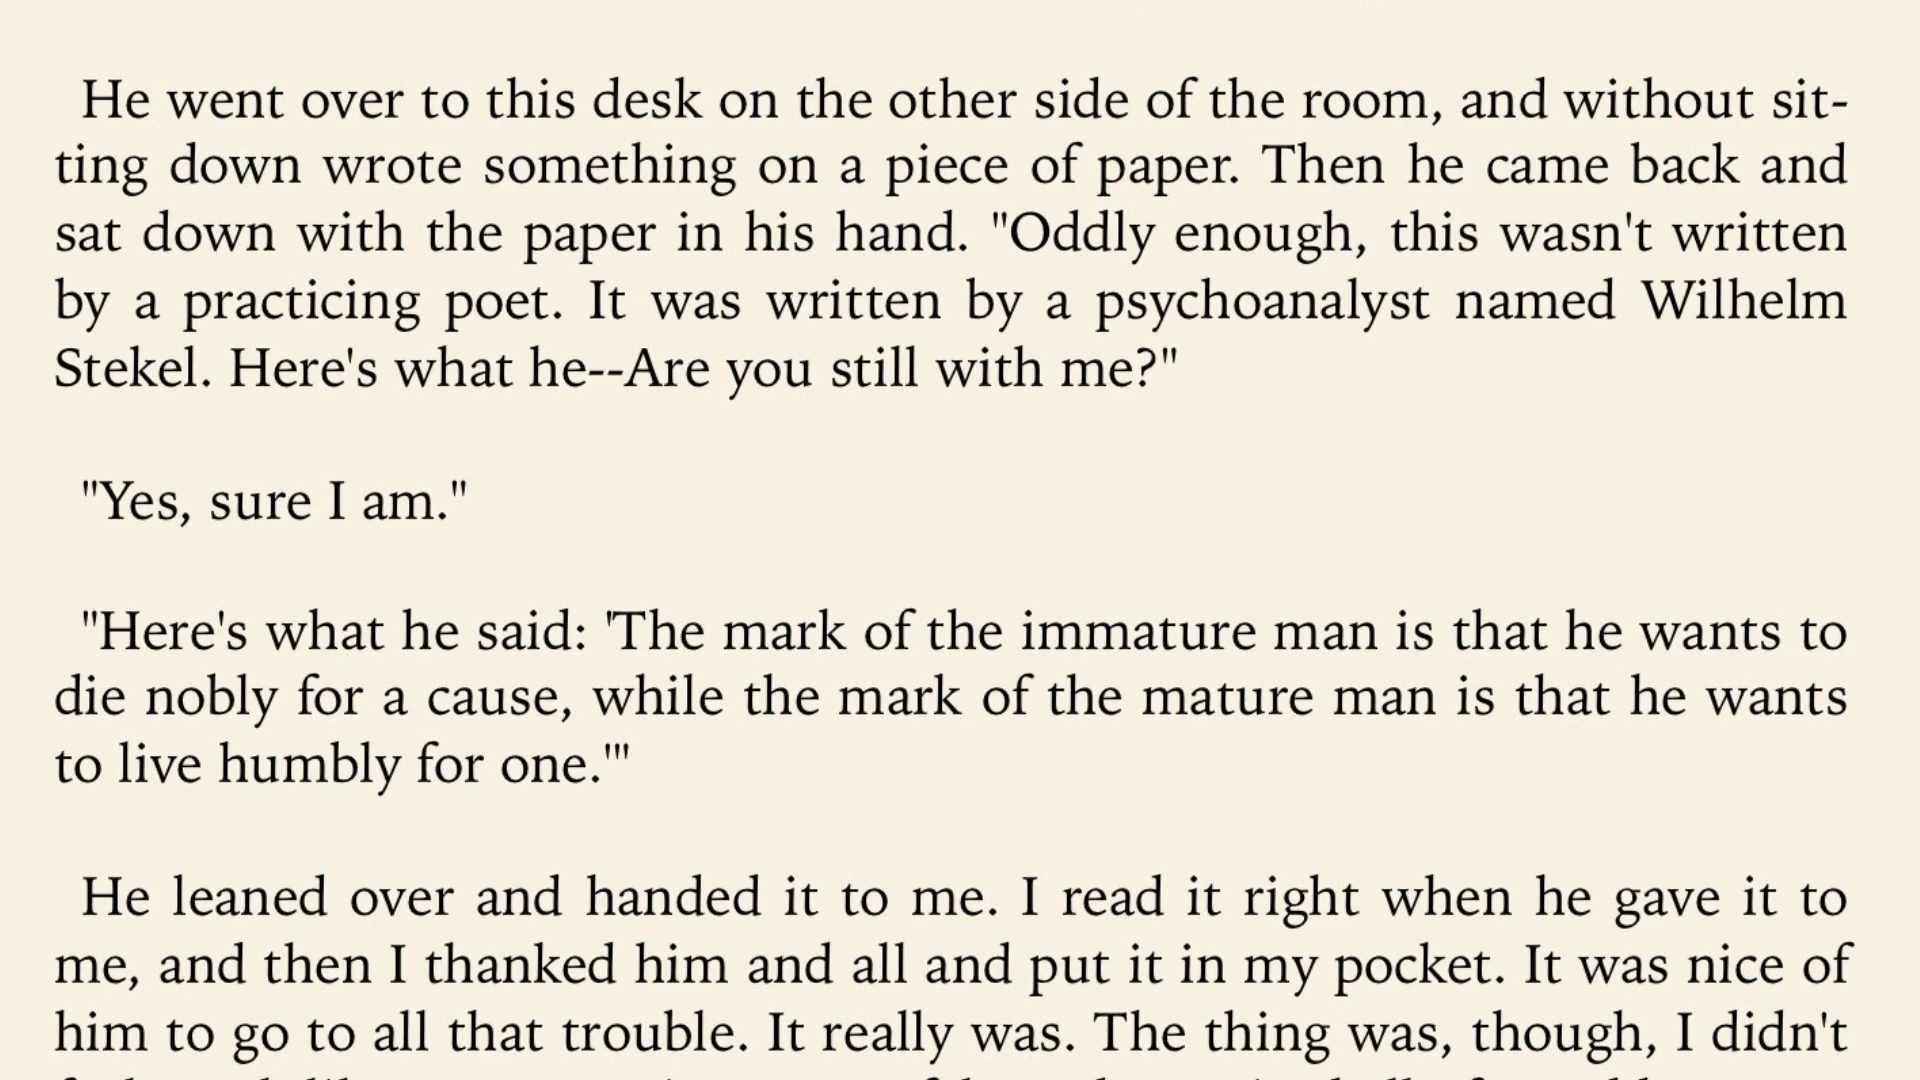 He went over to this desk on the other side of the room, and without sit-
ting down wrote something on a piece of paper. Then he came back and
sat down with the paper in his hand. "Oddly enough, this wasn't written
by a practicing poet. It was written by a psychoanalyst named Wilhelm
Stekel. Here's what he--Are you still with me?"
"Yes, sure I am."
"Here's what he said: 'The mark of the immature man is that he wants to
die nobly for a cause, while the mark of the mature man is that he wants
to live humbly for one.'"
He leaned over and handed it to me. I read it right when he gave it to
me, and then I thanked him and all and put it in my pocket. It was nice of
him to go to all that trouble. It really was. The thing was, though, I didn't